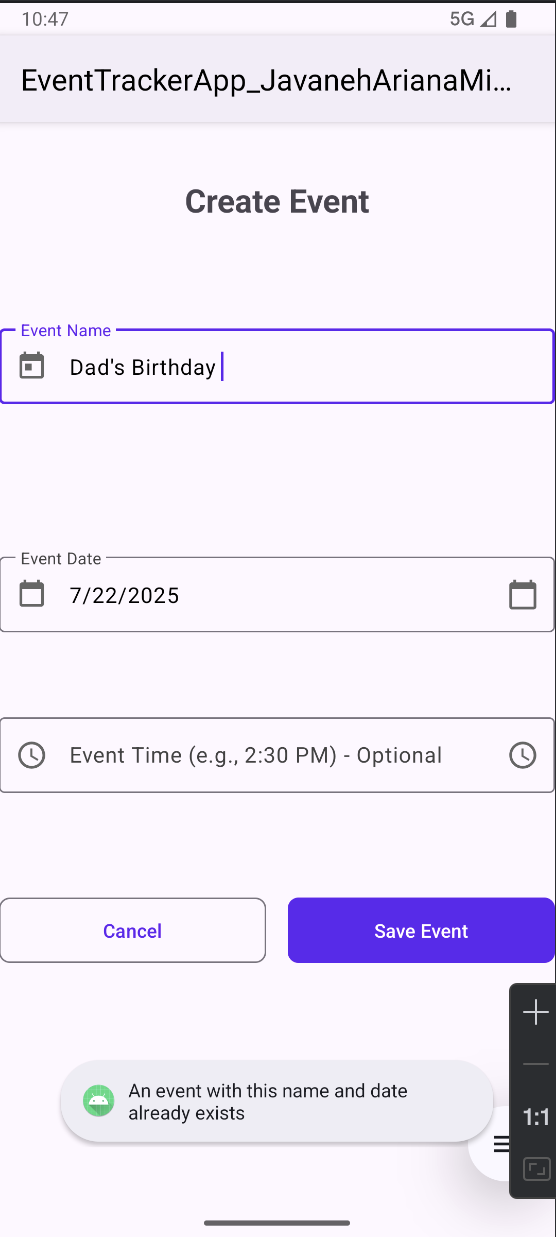 10:47 5G
EventTrackerApp_JavanehArianaMi...
Create Event
Event Name
Dad's Birthday
Event Date
7/22/2025
Event Time (e.g., 2:30 PM) - Optional
Cancel Save Event
An event with this name and date
already exists
1:1